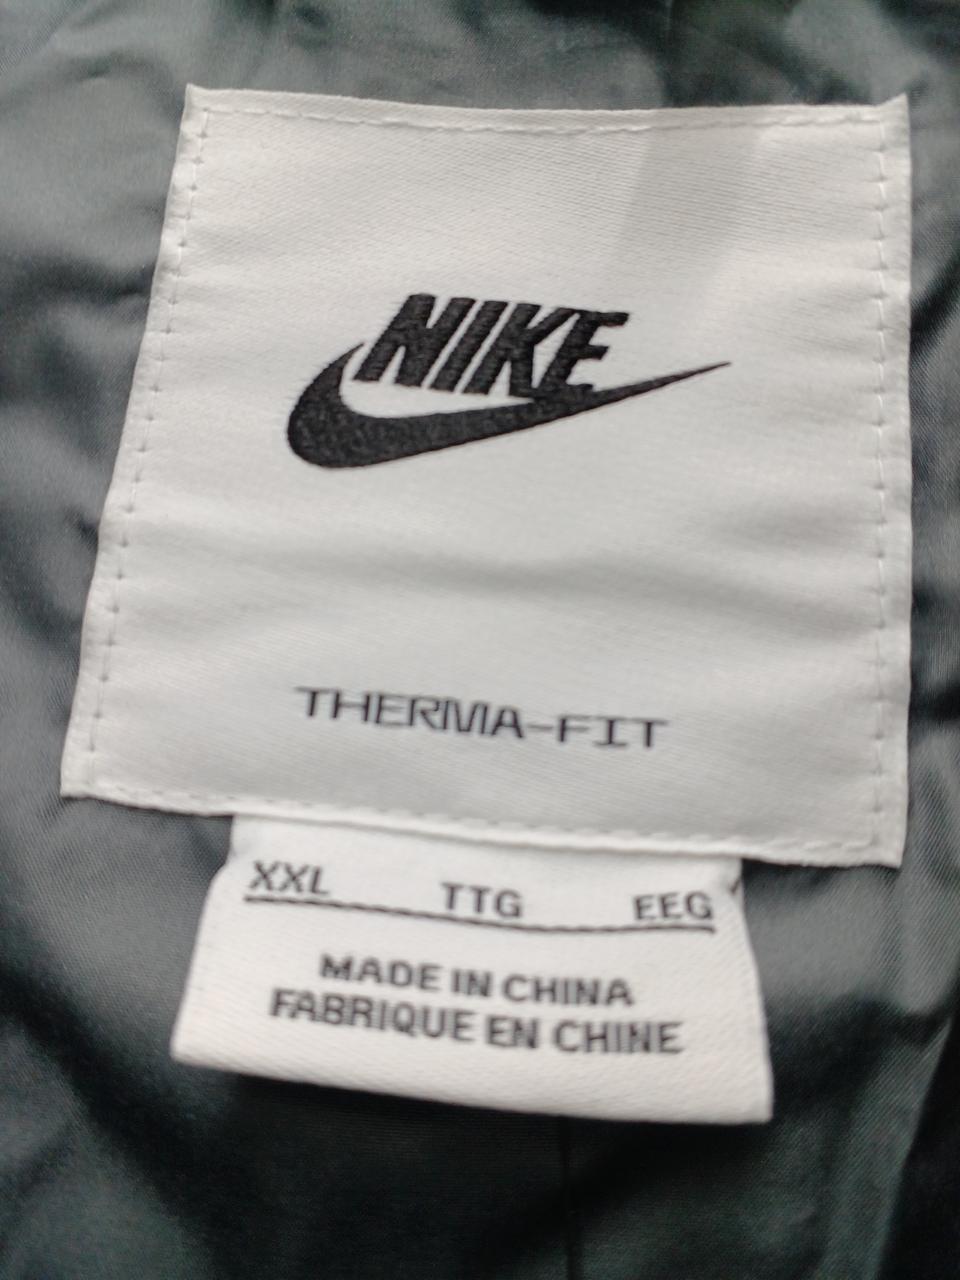 NIKE
THERMA-FIT
XXL TTG EEG
MADE IN CHINA
FABRIQUE EN CHINE